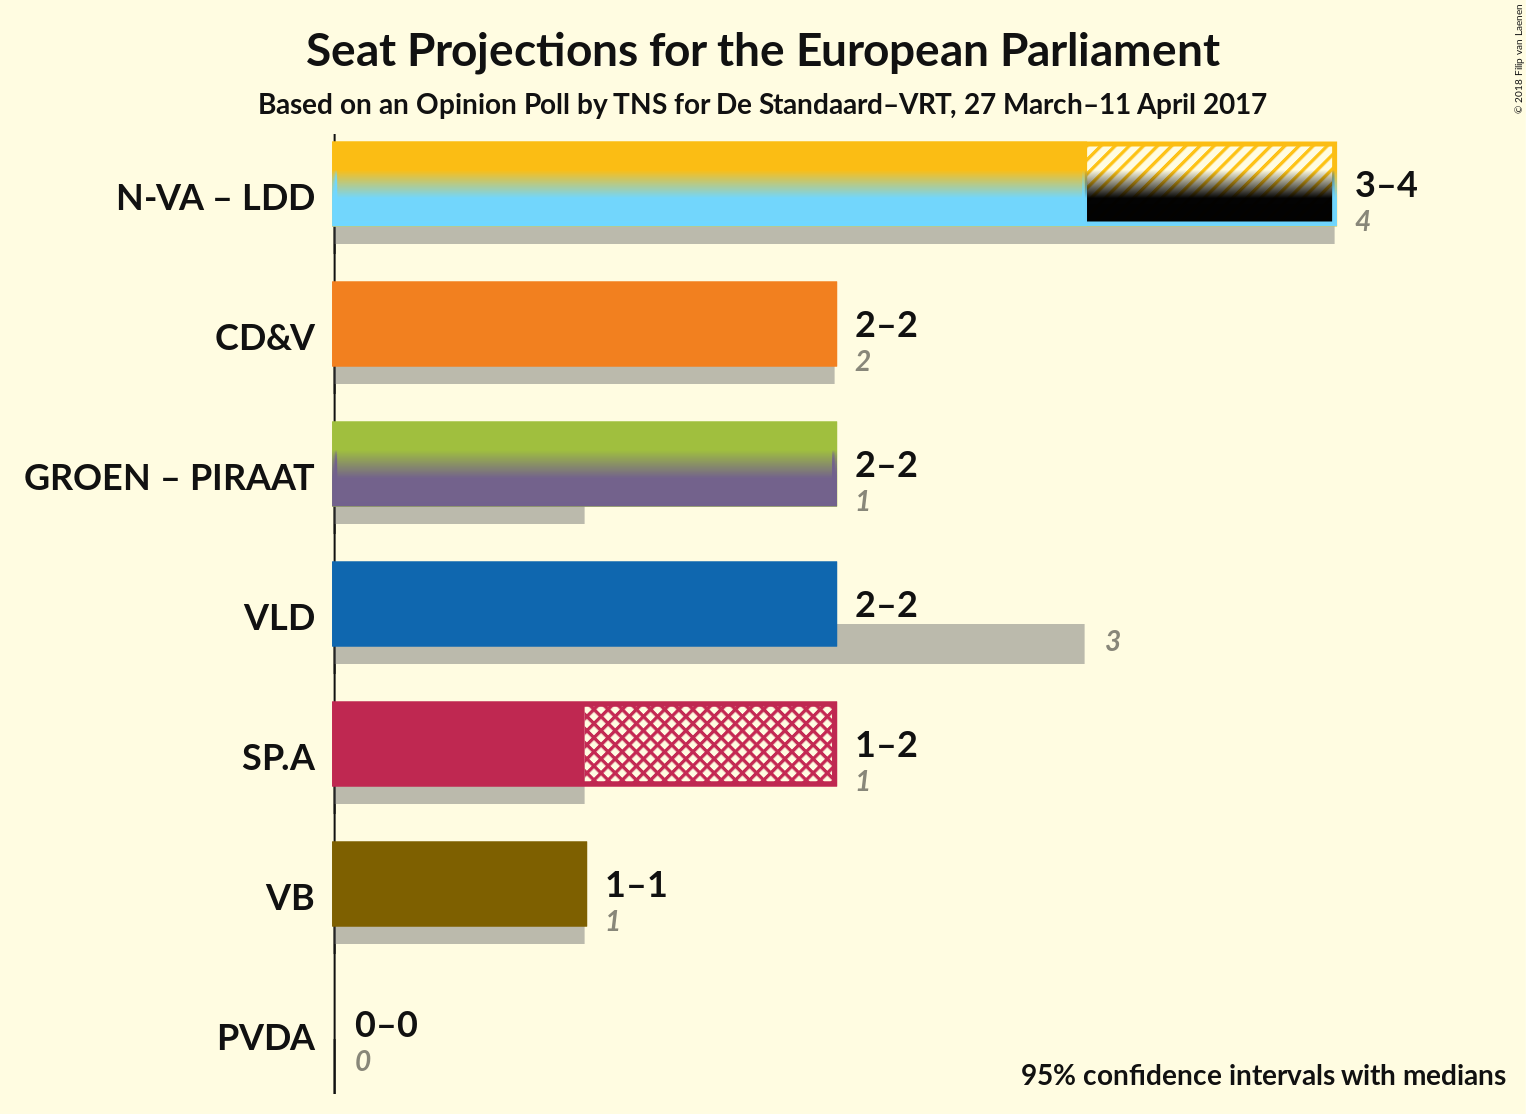 Seat Projections for the European Parliament
Based on an Opinion Poll by TNS for De Standaard–VRT, 27 March–11 April 2017
© 2018 Filip van Laenen
N-VA – LDD
3–4
4
CD&V
2–2
2
GROEN – PIRAAT
2–2
1
VLD
2–2
3
SP.A
1–2
1
VB
1–1
1
PVDA
0–0
0
95% confidence intervals with medians